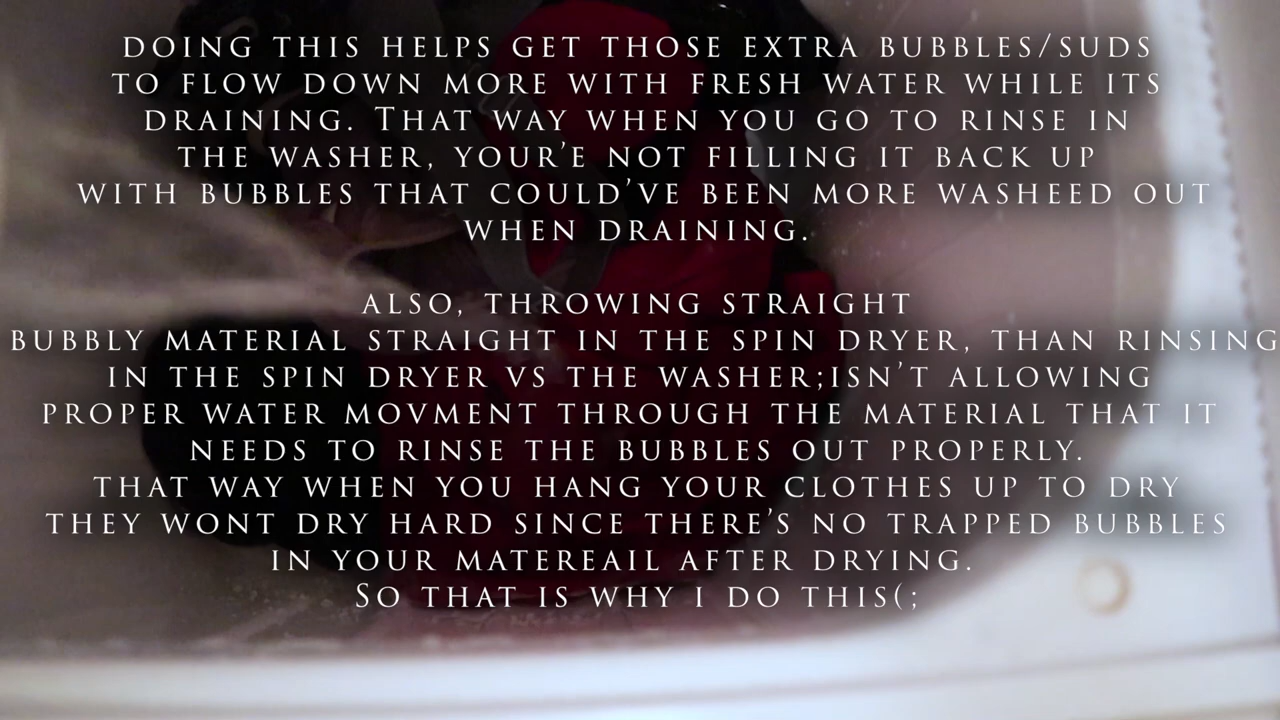 DOING THIS HELPS GET THOSE EXTRA BUBBLES/SUDS
TO FLOW DOWN MORE WITH FRESH WATER WHILE ITS
DRAINING. THAT WAY WHEN YOU GO TO RINSE IN
THE WASHER, YOUR'E NOT FILLING IT BACK UP
WITH BUBBLES THAT COULD'VE BEEN MORE WASHEED OUT
WHEN DRAINING.
ALSO, THROWING STRAIGHT
BUBBLY MATERIAL STRAIGHT IN THE SPIN DRYER, THAN RINSING
IN THE SPIN DRYER VS THE WASHER;ISN'T ALLOWING
PROPER WATER MOVMENT THROUGH THE MATERIAL THAT IT
NEEDS TO RINSE THE BUBBLES OUT PROPERLY.
THAT WAY WHEN YOU HANG YOUR CLOTHES UP TO DRY
THEY WONT DRY HARD SINCE THERE'S NO TRAPPED BUBBLES
IN YOUR MATEREAIL AFTER DRYING.
SO THAT IS WHY I DO THIS(;